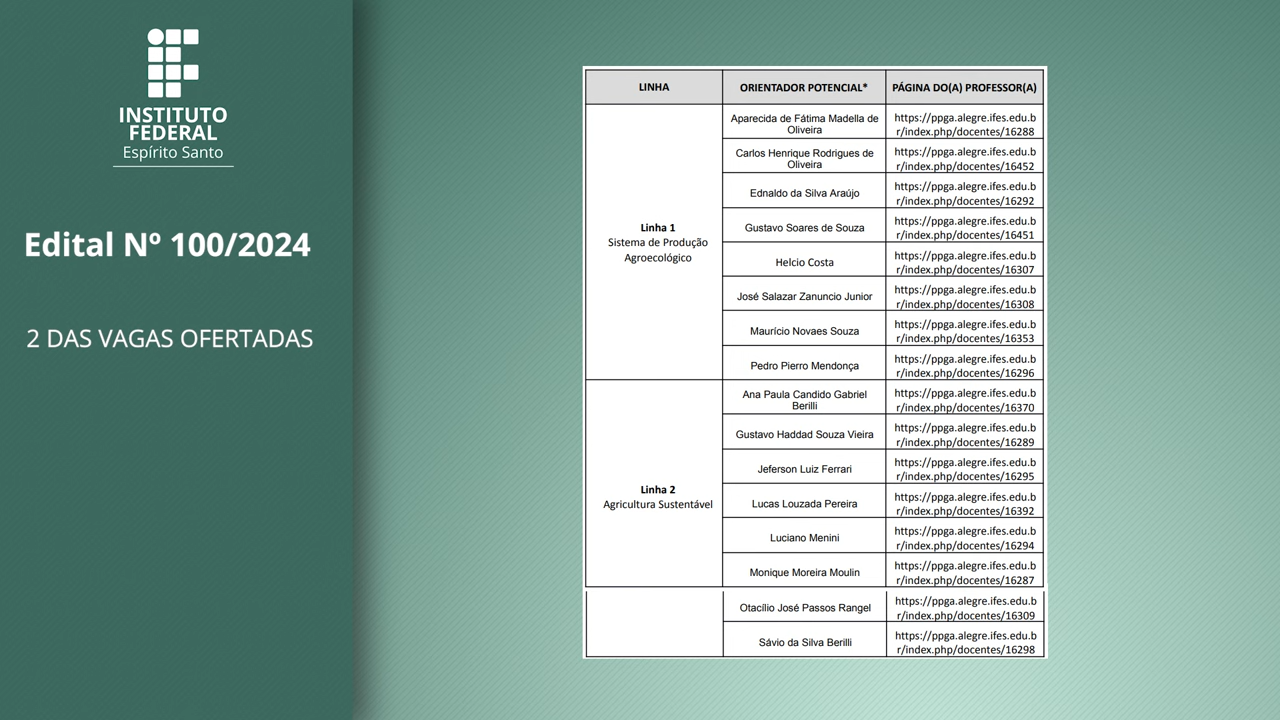 INSTITUTO
FEDERAL
Espírito Santo
Edital Nº 100/2024
2 DAS VAGAS OFERTADAS
LINHA
ORIENTADOR POTENCIAL*
PÁGINA DO(A) PROFESSOR(A)
Linha 1
Sistema de Produção
Agroecológico
Aparecida de Fátima Madella de
Oliveira
https://ppga.alegre.ifes.edu.b
r/index.php/docentes/16288
Carlos Henrique Rodrigues de
Oliveira
https://ppga.alegre.ifes.edu.b
r/index.php/docentes/16452
Ednaldo da Silva Araújo
https://ppga.alegre.ifes.edu.b
r/index.php/docentes/16292
Gustavo Soares de Souza
https://ppga.alegre.ifes.edu.b
r/index.php/docentes/16451
Helcio Costa
https://ppga.alegre.ifes.edu.b
r/index.php/docentes/16307
José Salazar Zanuncio Junior
https://ppga.alegre.ifes.edu.b
r/index.php/docentes/16308
Maurício Novaes Souza
https://ppga.alegre.ifes.edu.b
r/index.php/docentes/16353
Pedro Pierro Mendonça
https://ppga.alegre.ifes.edu.b
r/index.php/docentes/16296
Linha 2
Agricultura Sustentável
Ana Paula Candido Gabriel
Berilli
https://ppga.alegre.ifes.edu.b
r/index.php/docentes/16370
Gustavo Haddad Souza Vieira
https://ppga.alegre.ifes.edu.b
r/index.php/docentes/16289
Jeferson Luiz Ferrari
https://ppga.alegre.ifes.edu.b
r/index.php/docentes/16295
Lucas Louzada Pereira
https://ppga.alegre.ifes.edu.b
r/index.php/docentes/16392
Luciano Menini
https://ppga.alegre.ifes.edu.b
r/index.php/docentes/16294
Monique Moreira Moulin
https://ppga.alegre.ifes.edu.b
r/index.php/docentes/16287
Otacílio José Passos Rangel
https://ppga.alegre.ifes.edu.b
r/index.php/docentes/16309
Sávio da Silva Berilli
https://ppga.alegre.ifes.edu.b
r/index.php/docentes/16298